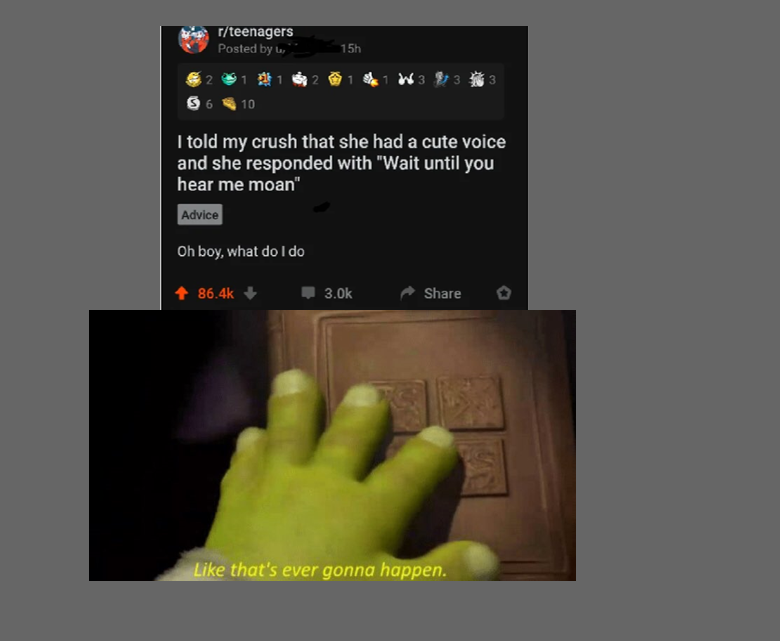 r/teenagers
Posted by u/ 15h
2 1 1 2 1 1 3 3 3
6 10
I told my crush that she had a cute voice
and she responded with "Wait until you
hear me moan"
Advice
Oh boy, what do I do
86.4k 3.0k Share
Like that's ever gonna happen.